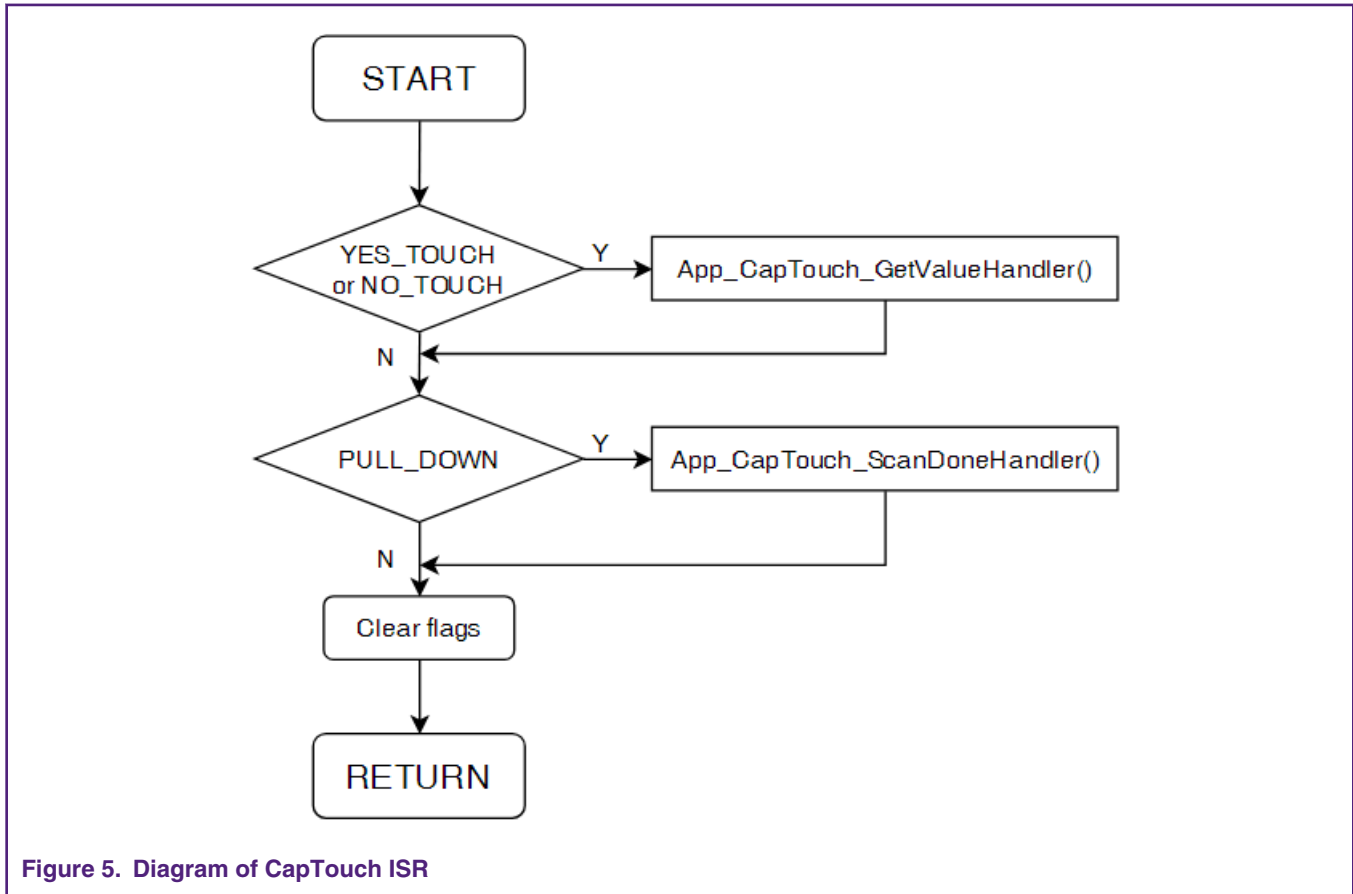 START
YES_TOUCH
or NO_TOUCH
Y
App_CapTouch_GetValueHandler()
N
PULL_DOWN
Y
App_CapTouch_ScanDoneHandler()
N
Clear flags
RETURN
Figure 5. Diagram of CapTouch ISR